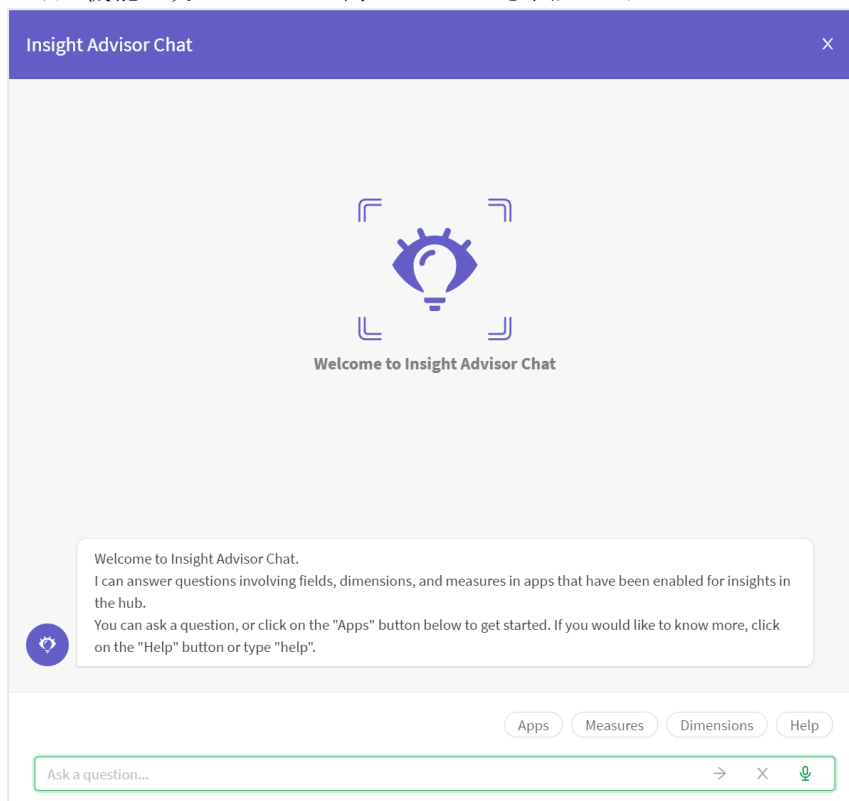 Insight Advisor Chat
Welcome to Insight Advisor Chat
Welcome to Insight Advisor Chat.
I can answer questions involving fields, dimensions, and measures in apps that have been enabled for insights in
the hub.
You can ask a question, or click on the "Apps" button below to get started. If you would like to know more, click
on the "Help" button or type "help".
Apps Measures Dimensions Help
Ask a question...